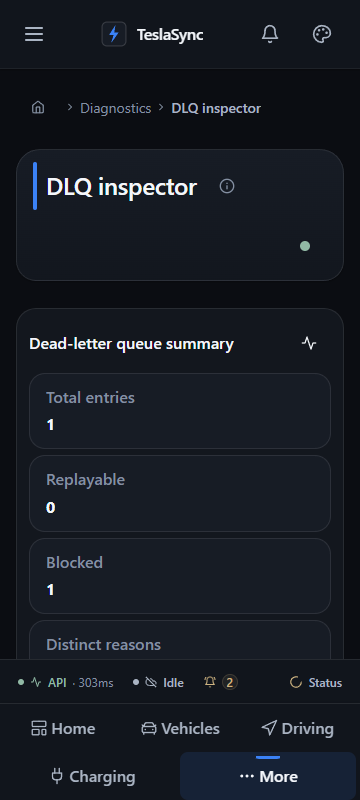 TeslaSync
Diagnostics DLQ inspector
DLQ inspector
Dead-letter queue summary
Total entries
1
Replayable
0
Blocked
1
Distinct reasons
API · 303ms Idle 2 Status
Home Vehicles Driving
Charging More